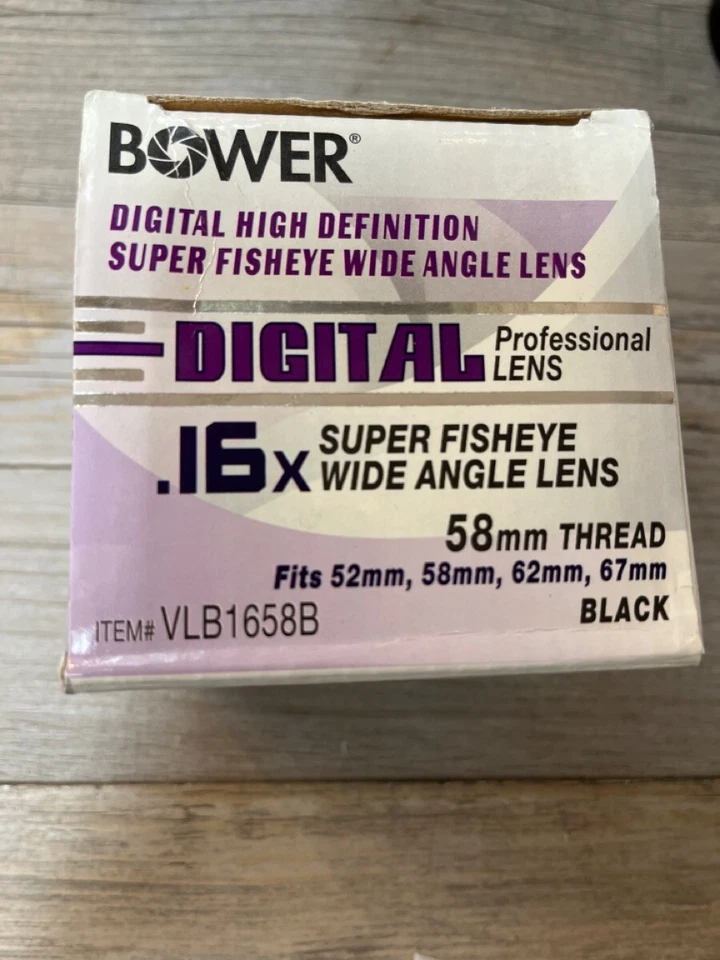 BOWER®
DIGITAL HIGH DEFINITION
SUPER FISHEYE WIDE ANGLE LENS
DIGITAL Professional LENS
.16x SUPER FISHEYE
WIDE ANGLE LENS
58mm THREAD
Fits 52mm, 58mm, 62mm, 67mm
ITEM# VLB1658B BLACK